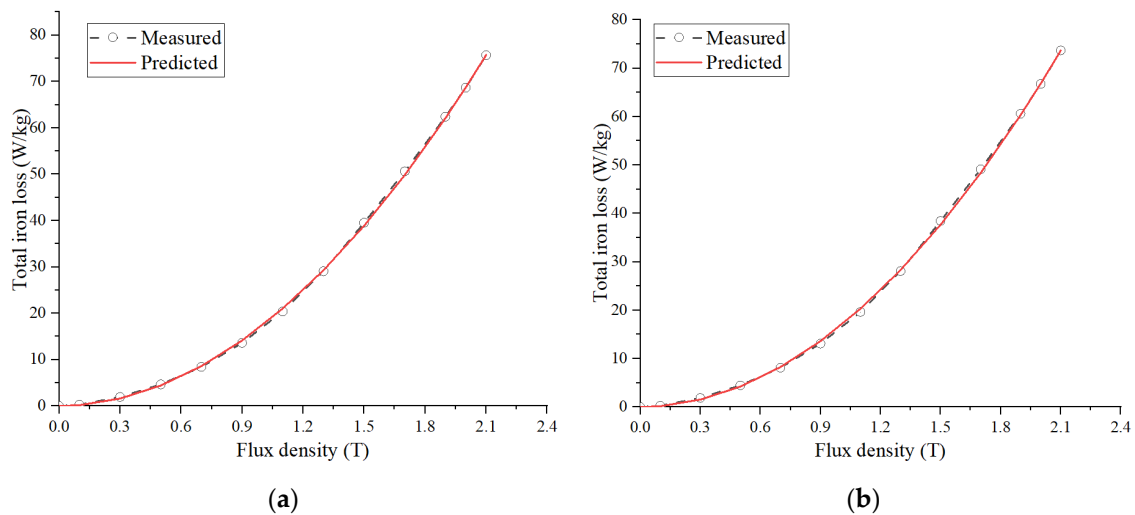 Measured
Predicted
Total iron loss (W/kg)
80
70
60
50
40
30
20
10
0
0.0 0.3 0.6 0.9 1.2 1.5 1.8 2.1 2.4
Flux density (T)
(a)
Measured
Predicted
Total iron loss (W/kg)
80
70
60
50
40
30
20
10
0
0.0 0.3 0.6 0.9 1.2 1.5 1.8 2.1 2.4
Flux density (T)
(b)